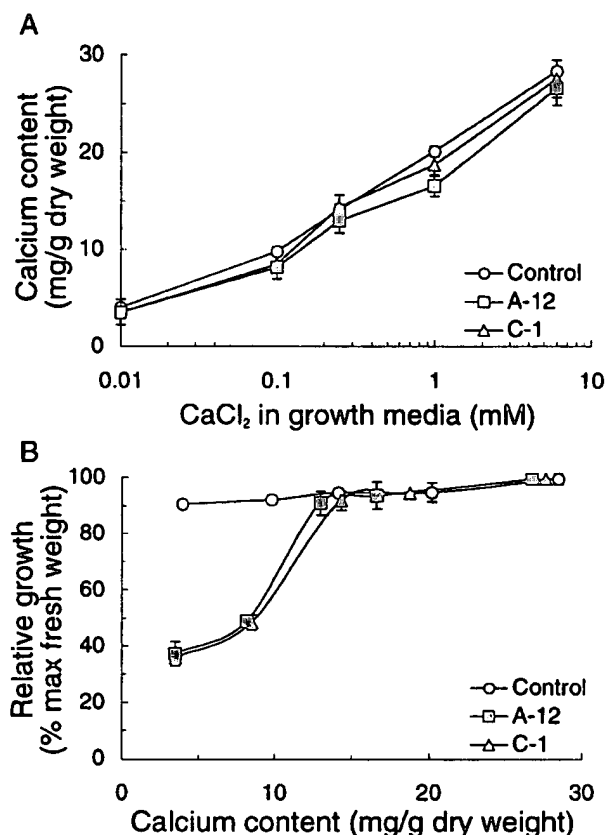 A
Calcium content
(mg/g dry weight)
30
20
10
0
0.01 0.1 1 10
CaCl₂ in growth media (mM)
Control
A-12
C-1
B
Relative growth
(% max fresh weight)
100
80
60
40
20
0
0 10 20 30
Calcium content (mg/g dry weight)
Control
A-12
C-1